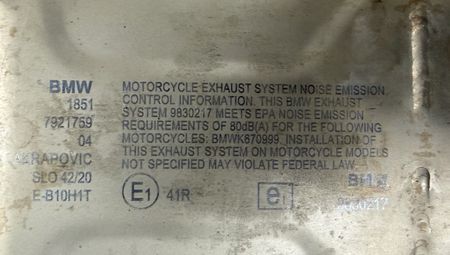 BMW
1851
7921759
04
AKRAPOVIC
SLO 42/20
E-B10H1T
MOTORCYCLE EXHAUST SYSTEM NOISE EMISSION
CONTROL INFORMATION. THIS BMW EXHAUST
SYSTEM 9830217 MEETS EPA NOISE EMISSION
REQUIREMENTS OF 80dB(A) FOR THE FOLLOWING
MOTORCYCLES: BMWK670999. INSTALLATION OF
THIS EXHAUST SYSTEM ON MOTORCYCLE MODELS
NOT SPECIFIED MAY VIOLATE FEDERAL LAW.
E1 41R e1
9830217